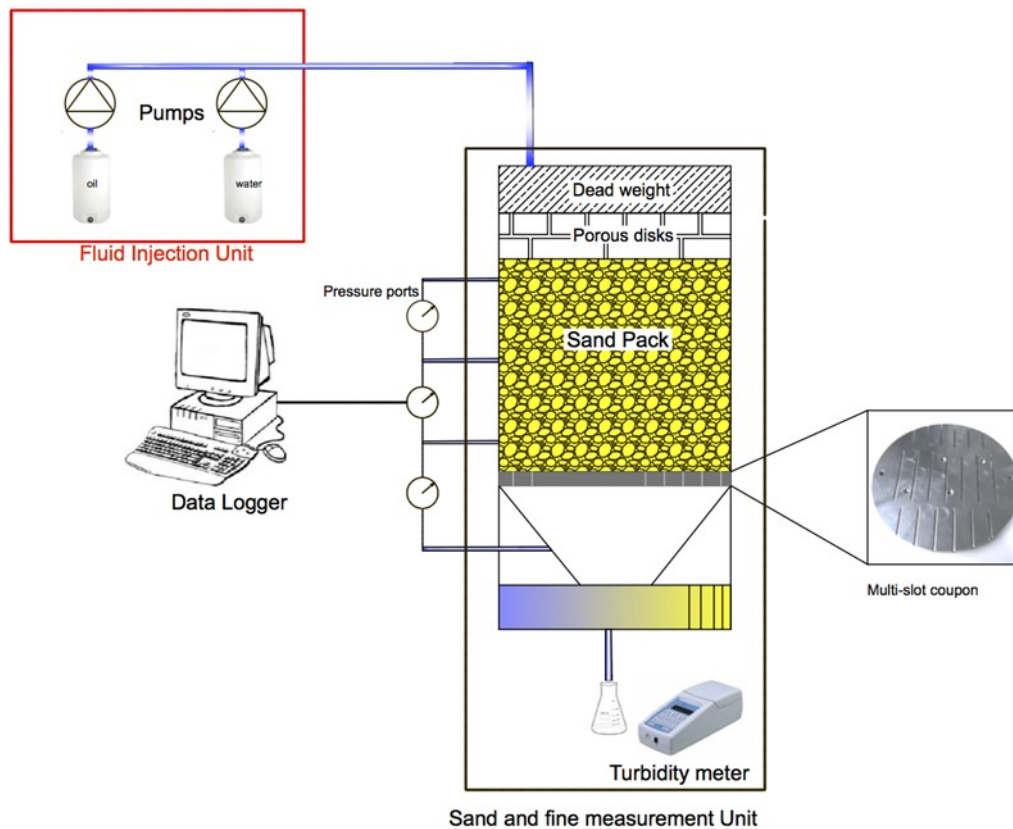 Pumps
oil
water
Fluid Injection Unit
Dead weight
Porous disks
Pressure ports
Sand Pack
Data Logger
Multi-slot coupon
Turbidity meter
Sand and fine measurement Unit